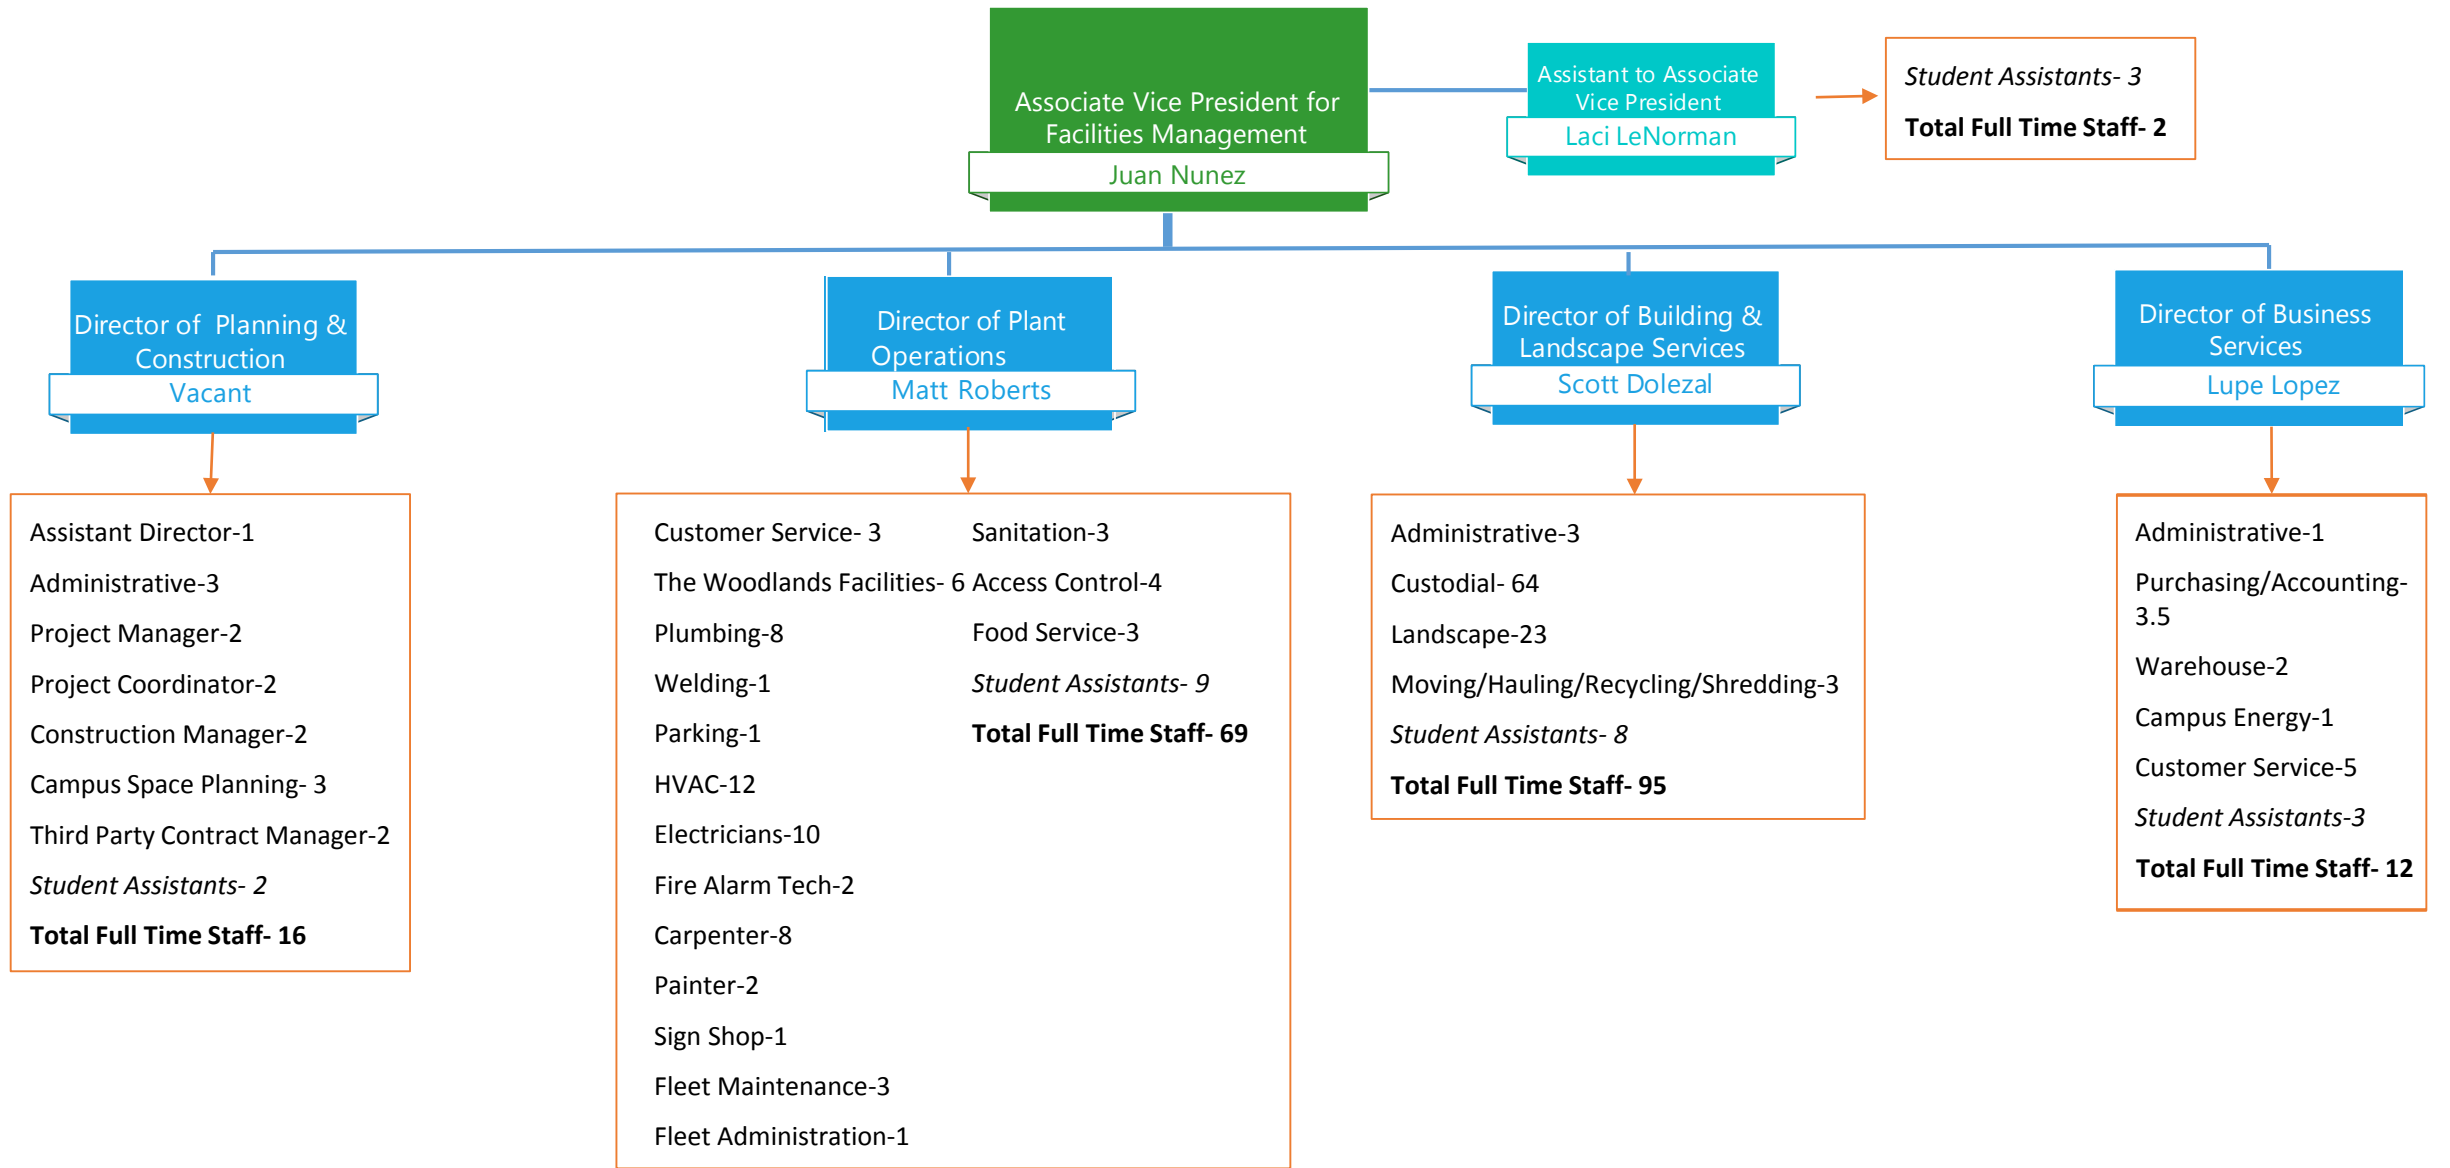 Associate Vice President for
Facilities Management
Juan Nunez
Assistant to Associate
Vice President
Laci LeNorman
Student Assistants- 3
Total Full Time Staff- 2
Director of  Planning &
Construction
Vacant
Director of Plant
Operations
Matt Roberts
Director of Building &
Landscape Services
Scott Dolezal
Director of Business
Services
Lupe Lopez
Assistant Director-1
Administrative-3
Project Manager-2
Project Coordinator-2
Construction Manager-2
Campus Space Planning- 3
Third Party Contract Manager-2
Student Assistants- 2
Total Full Time Staff- 16
Customer Service- 3
The Woodlands Facilities- 6
Plumbing-8
Welding-1
Parking-1
HVAC-12
Electricians-10
Fire Alarm Tech-2
Carpenter-8
Painter-2
Sign Shop-1
Fleet Maintenance-3
Fleet Administration-1
Sanitation-3
Access Control-4
Food Service-3
Student Assistants- 9
Total Full Time Staff- 69
Administrative-3
Custodial- 64
Landscape-23
Moving/Hauling/Recycling/Shredding-3
Student Assistants- 8
Total Full Time Staff- 95
Administrative-1
Purchasing/Accounting-
3.5
Warehouse-2
Campus Energy-1
Customer Service-5
Student Assistants-3
Total Full Time Staff- 12